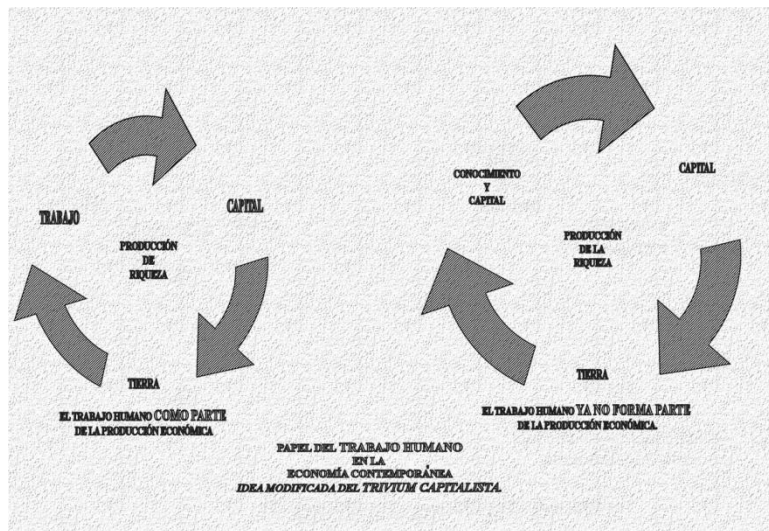 TRABAJO
CAPITAL
PRODUCCIÓN
DE
RIQUEZA
TIERRA
EL TRABAJO HUMANO COMO PARTE
DE LA PRODUCCIÓN ECONÓMICA
CONOCIMIENTO
Y
CAPITAL
CAPITAL
PRODUCCIÓN
DE LA
RIQUEZA
TIERRA
EL TRABAJO HUMANO YA NO FORMA PARTE
DE LA PRODUCCIÓN ECONÓMICA.
PAPEL DEL TRABAJO HUMANO
EN LA
ECONOMÍA CONTEMPORÁNEA
IDEA MODIFICADA DEL TRIVIUM CAPITALISTA.